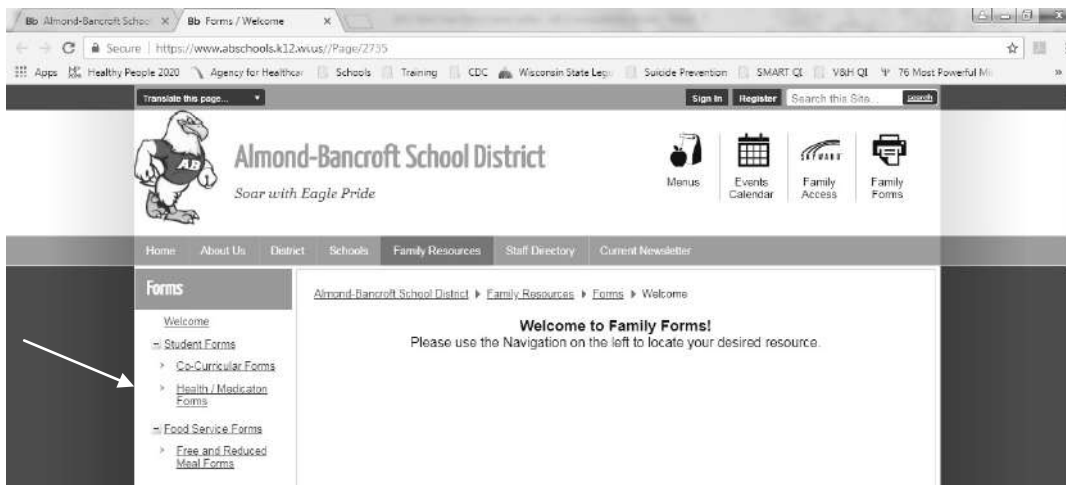 Bb Almond-Bancroft Schoo × Bb Forms / Welcome ×
Secure | https://www.abschools.k12.wi.us//Page/2735
Apps Healthy People 2020 Agency for Healthcar Schools Training CDC Wisconsin State Legi Suicide Prevention SMART QI V&H QI 76 Most Powerful Mi »
Translate this page... Sign In Register Search this Site... search
AB Almond-Bancroft School District
Soar with Eagle Pride
SKYWARD
Menus Events Calendar Family Access Family Forms
Home About Us District Schools Family Resources Staff Directory Current Newsletter
Forms
Almond-Bancroft School District Family Resources Forms Welcome
Welcome to Family Forms!
Please use the Navigation on the left to locate your desired resource.
Welcome
Student Forms
Co-Curricular Forms
Health / Medicaton
Forms
Food Service Forms
Free and Reduced
Meal Forms